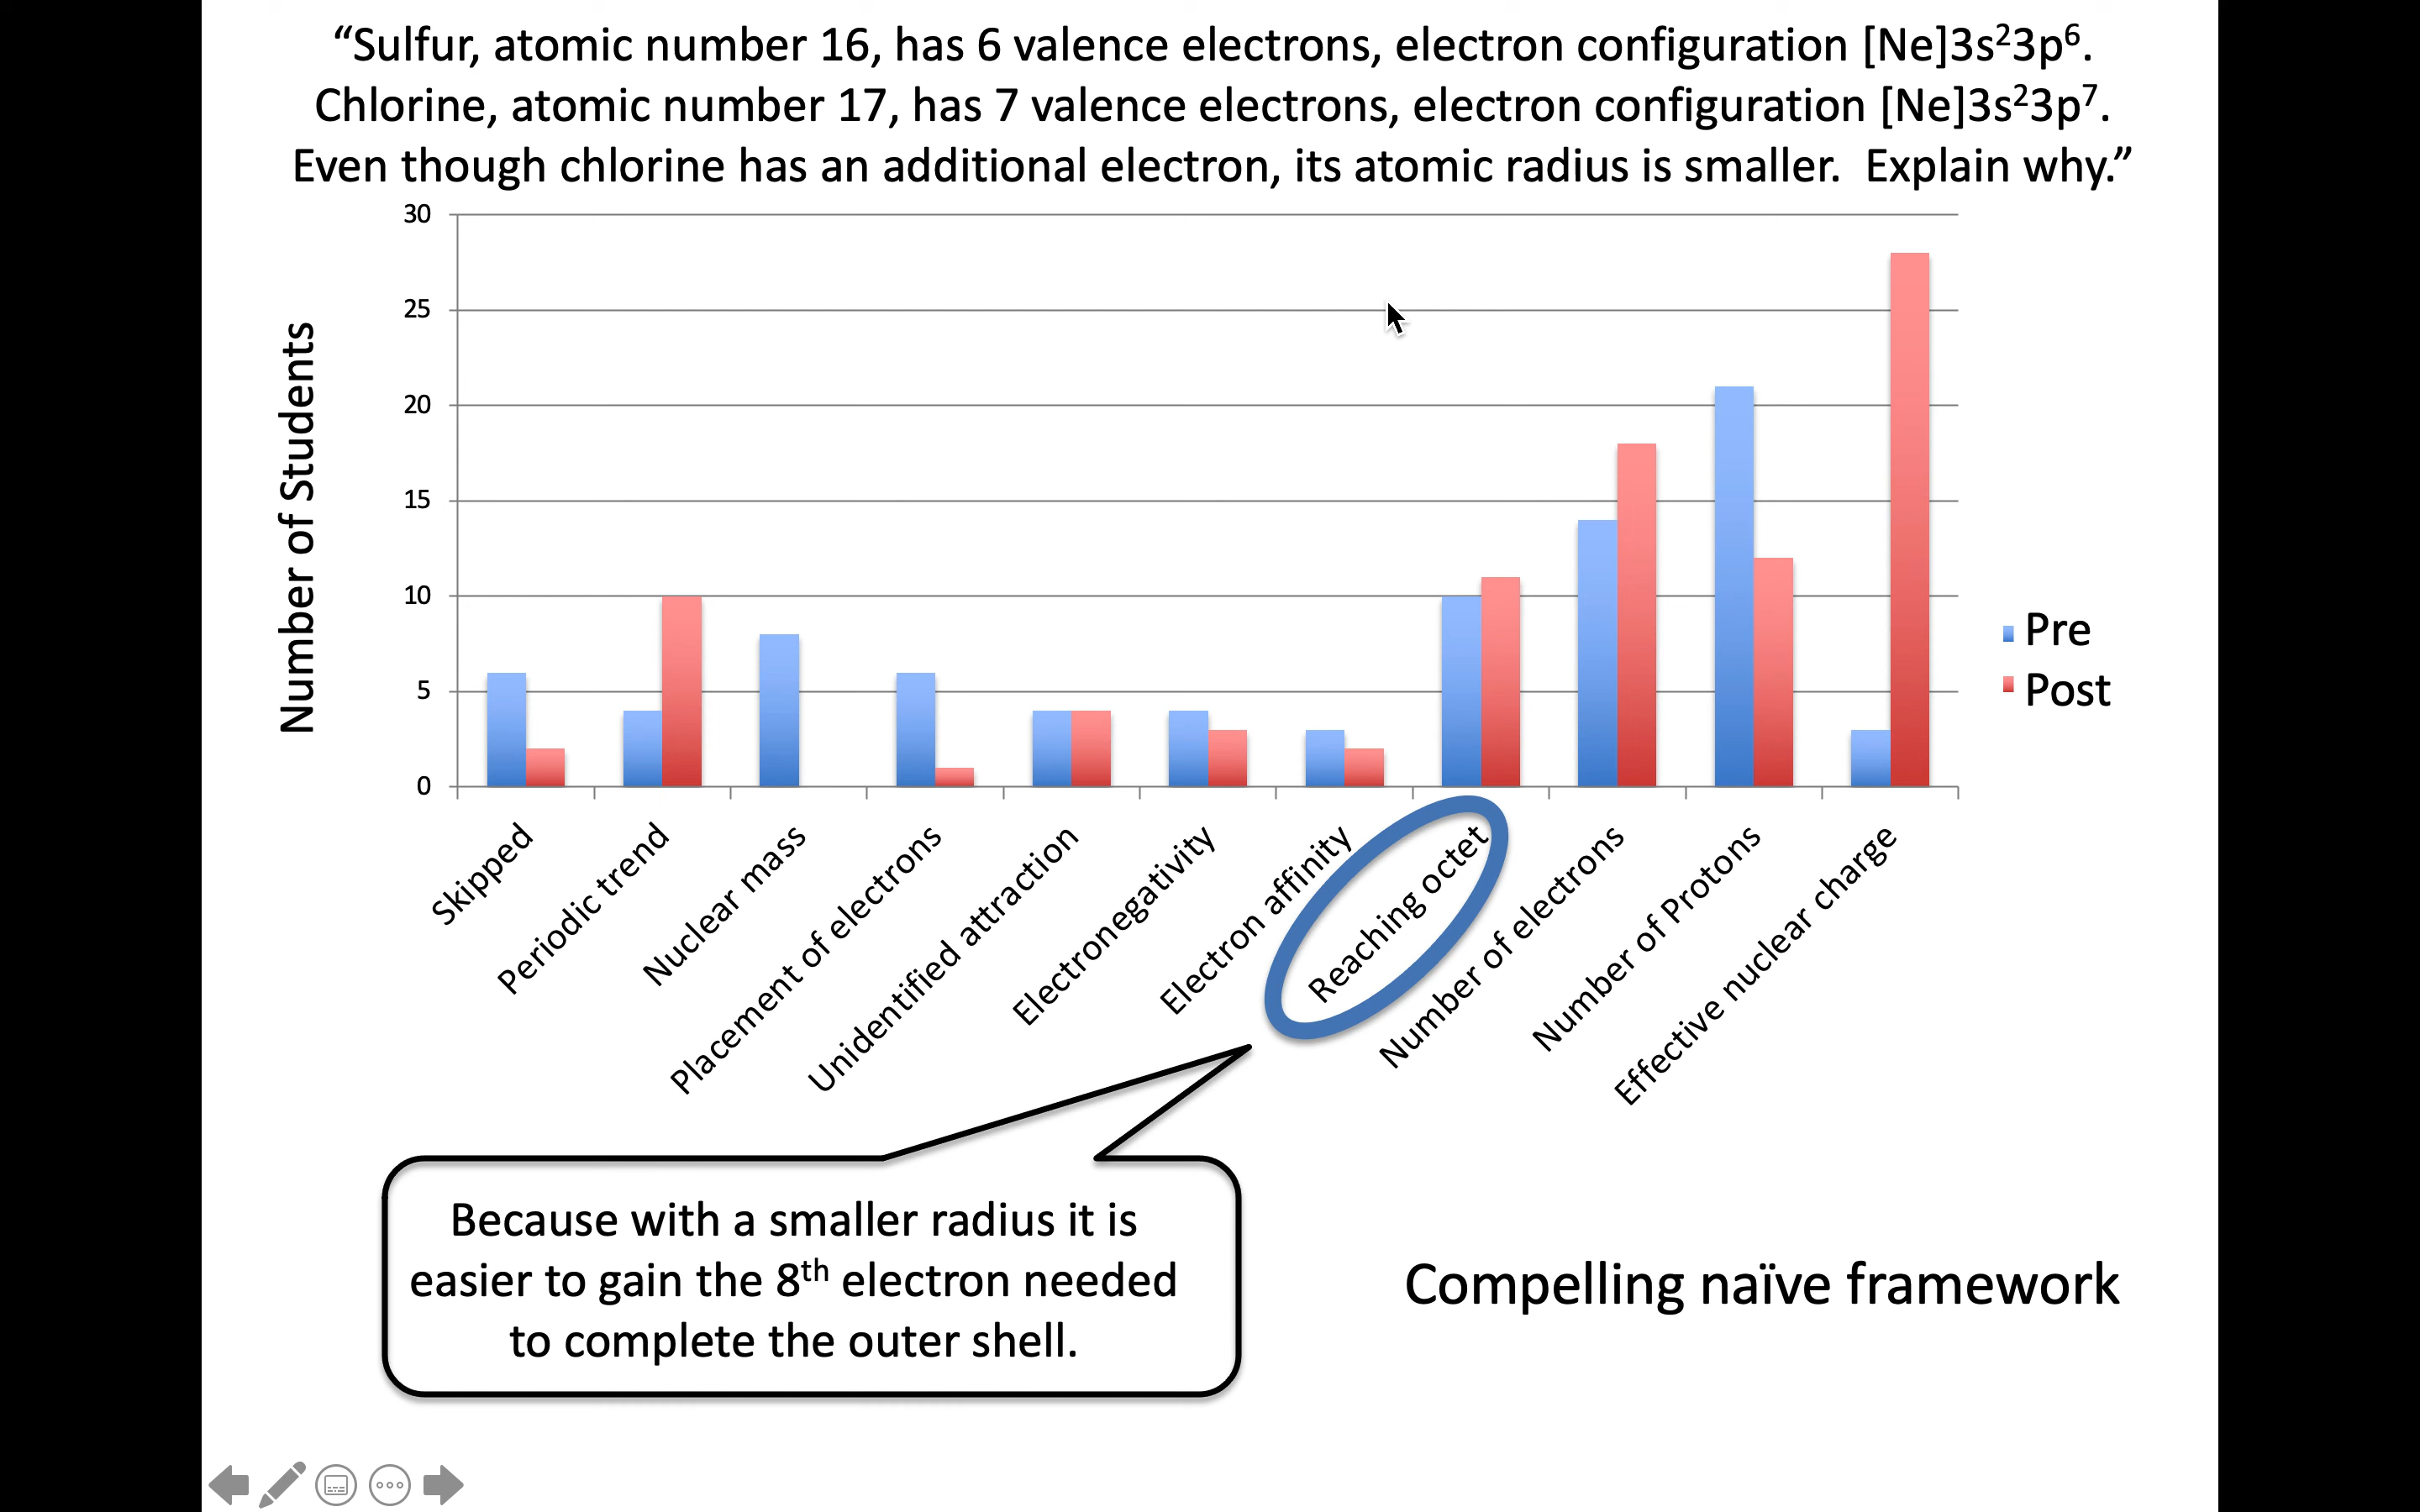 “Sulfur, atomic number 16, has 6 valence electrons, electron configuration [Ne]3s²3p⁶.
Chlorine, atomic number 17, has 7 valence electrons, electron configuration [Ne]3s²3p⁷.
Even though chlorine has an additional electron, its atomic radius is smaller.  Explain why.”
30
25
20
15
10
5
0
Number of Students
Skipped
Periodic trend
Nuclear mass
Placement of electrons
Unidentified attraction
Electronegativity
Electron affinity
Reaching octet
Number of electrons
Number of Protons
Effective nuclear charge
Pre
Post
Because with a smaller radius it is
easier to gain the 8ᵗʰ electron needed
to complete the outer shell.
Compelling naïve framework